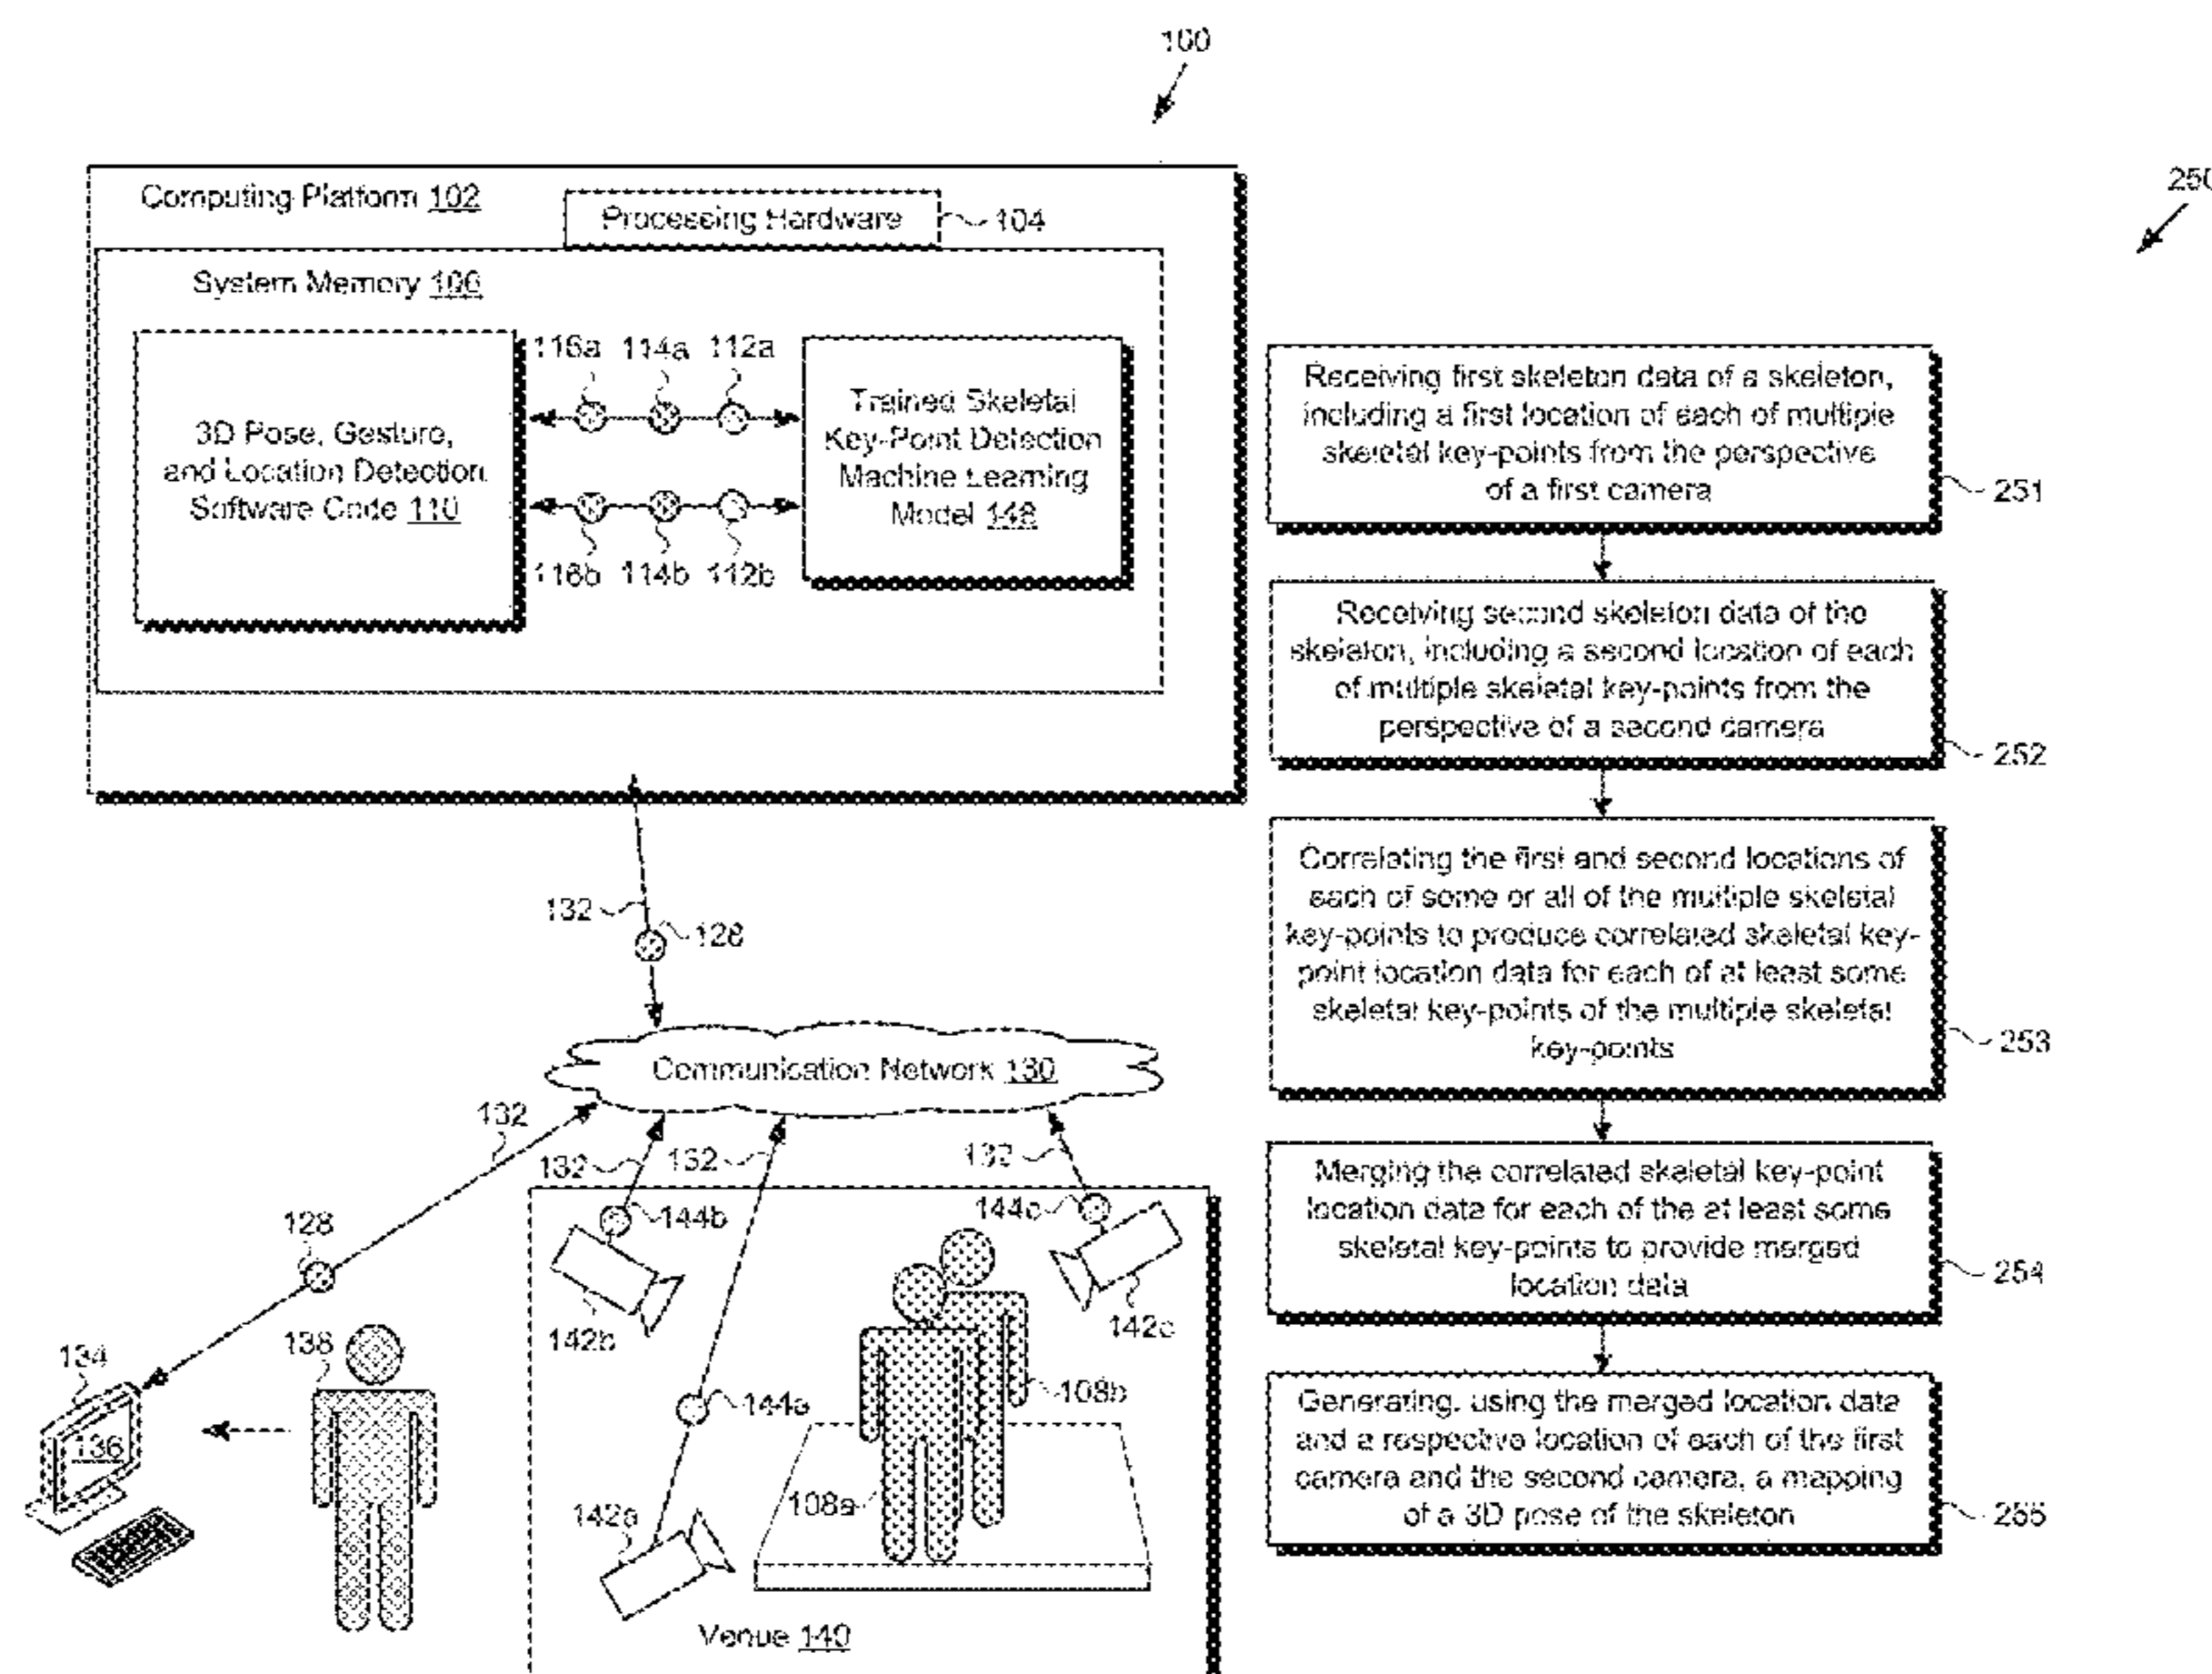 100
Computing Platform 102
Processing Hardware
104
System Memory 106
116a 114a 112a
3D Pose, Gesture,
and Location Detection
Software Code 110
Trained Skeletal
Key-Point Detection
Machine Learning
Model 148
116b 114b 112b
132
128
Communication Network 130
132
132
132
132
128
144b
144c
142b
142c
134
138
136
144a
108b
108a
142a
Venue 140
250
Receiving first skeleton data of a skeleton,
including a first location of each of multiple
skeletal key-points from the perspective
of a first camera
251
Receiving second skeleton data of the
skeleton, including a second location of each
of multiple skeletal key-points from the
perspective of a second camera
252
Correlating the first and second locations of
each of some or all of the multiple skeletal
key-points to produce correlated skeletal key-
point location data for each of at least some
skeletal key-points of the multiple skeletal
key-points
253
Merging the correlated skeletal key-point
location data for each of the at least some
skeletal key-points to provide merged
location data
254
Generating, using the merged location data
and a respective location of each of the first
camera and the second camera, a mapping
of a 3D pose of the skeleton
255